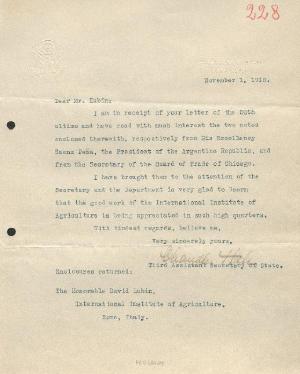 228
November 1, 1910.
Dear Mr. Lubin:
I am in receipt of your letter of the 20th
ultimo and have read with much interest the two notes
enclosed therewith, respectively from His Excellency
Saenz Peña, the President of the Argentine Republic, and
from the Secretary of the Board of Trade of Chicago.
I have brought them to the attention of the
Secretary and the Department is very glad to learn
that the good work of the International Institute of
Agriculture is being appreciated in such high quarters.
With kindest regards, believe me,
Very sincerely yours,
Third Assistant Secretary of State.
Enclosures returned:
The Honorable David Lubin,
International Institute of Agriculture,
Rome, Italy.